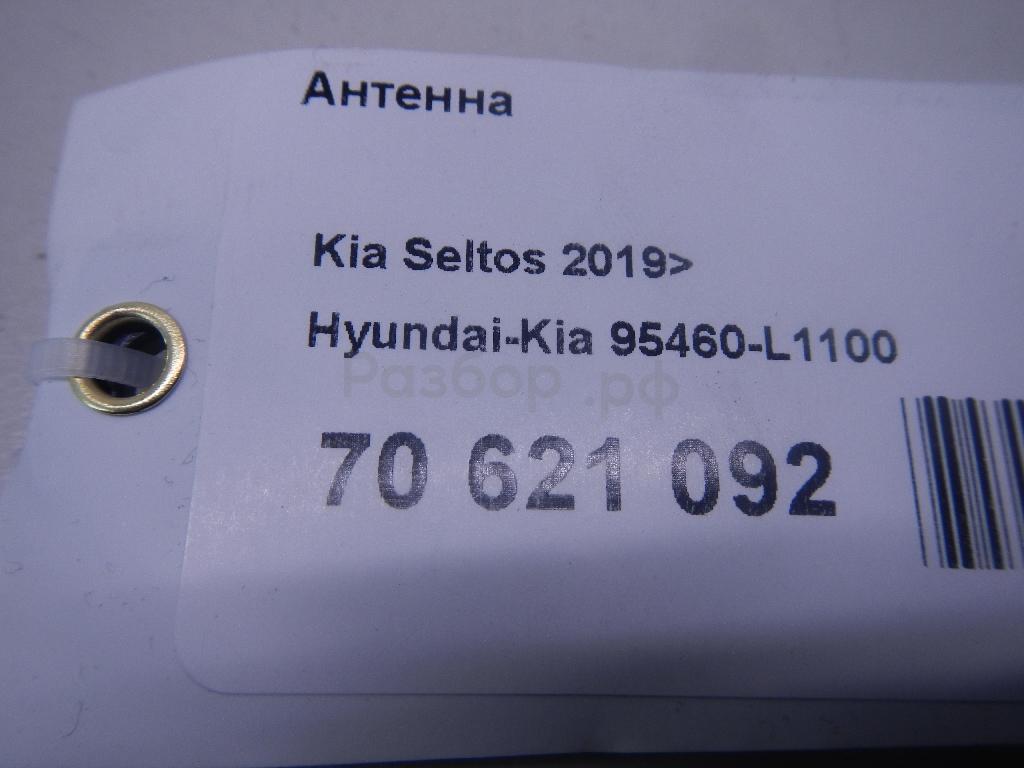 Антенна
Kia Seltos 2019>
Hyundai-Kia 95460-L1100
Разбор.рф
70 621 092